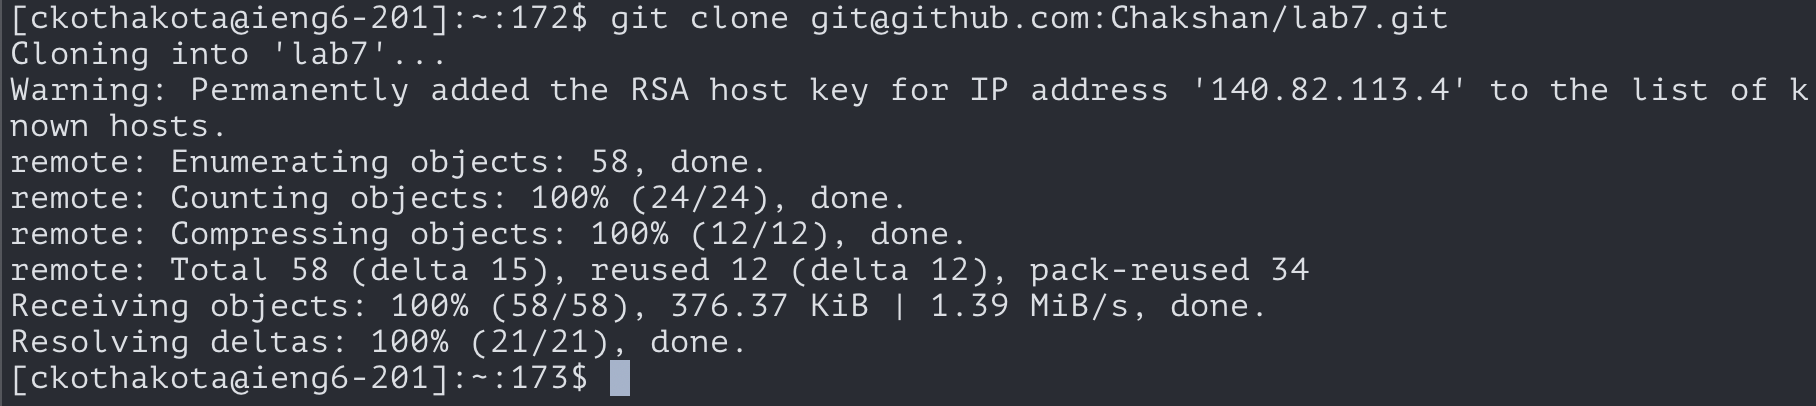 [ckothakota@ieng6-201]:~:172$ git clone git@github.com:Chakshan/lab7.git
Cloning into 'lab7'...
Warning: Permanently added the RSA host key for IP address '140.82.113.4' to the list of k
nown hosts.
remote: Enumerating objects: 58, done.
remote: Counting objects: 100% (24/24), done.
remote: Compressing objects: 100% (12/12), done.
remote: Total 58 (delta 15), reused 12 (delta 12), pack-reused 34
Receiving objects: 100% (58/58), 376.37 KiB | 1.39 MiB/s, done.
Resolving deltas: 100% (21/21), done.
[ckothakota@ieng6-201]:~:173$